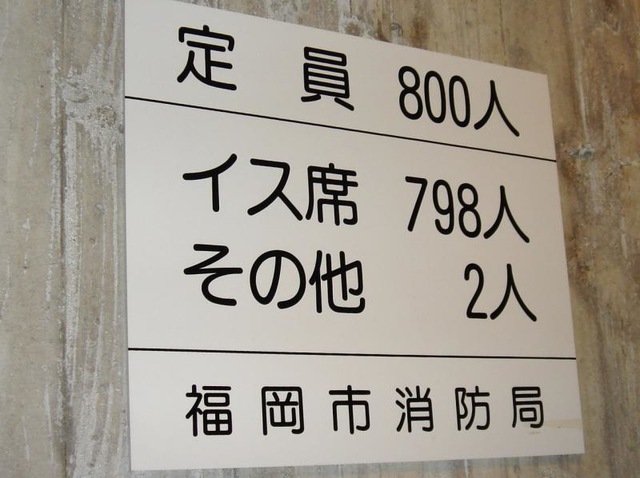 定員 800人
イス席 798人
その他 2人
福岡市消防局